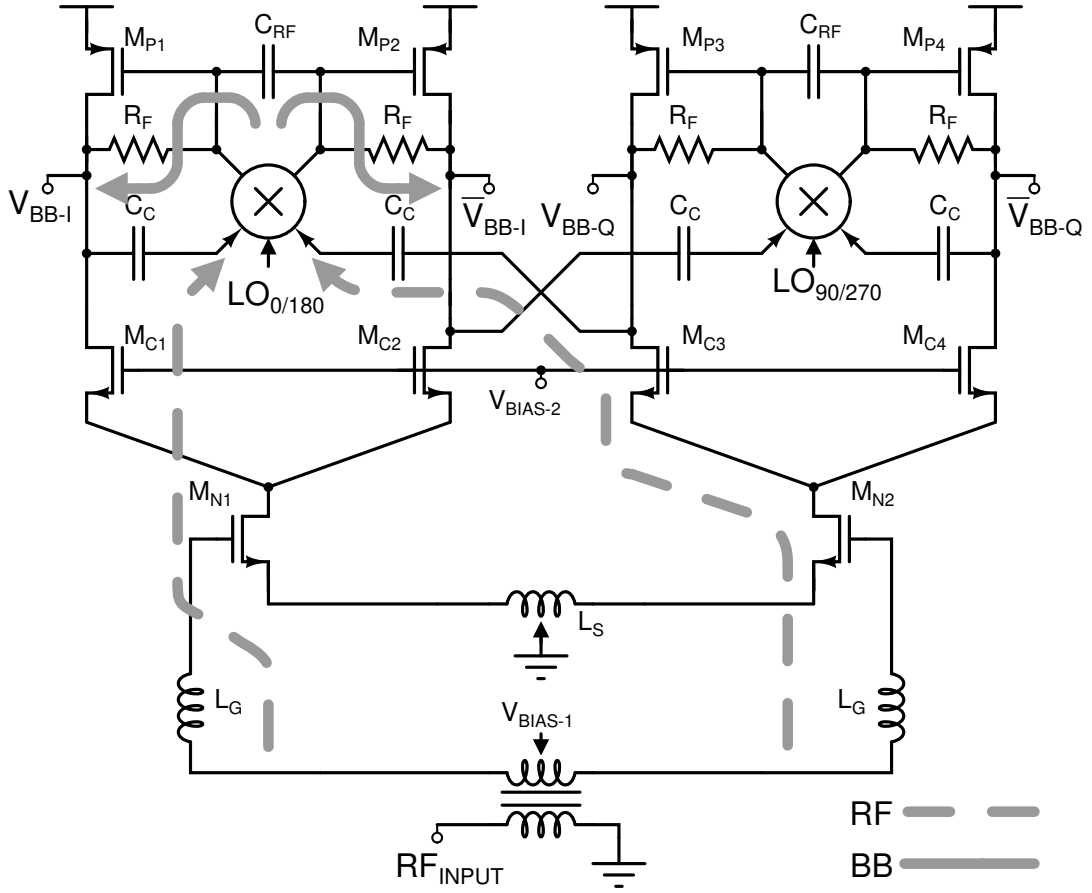 M_P1 C_RF M_P2 M_P3 C_RF M_P4
R_F R_F R_F R_F
V_BB-I C_C C_C V̅_BB-I V_BB-Q C_C C_C V̅_BB-Q
LO_0/180 LO_90/270
M_C1 M_C2 M_C3 M_C4
V_BIAS-2
M_N1 M_N2
L_S
L_G V_BIAS-1 L_G
RF_INPUT
RF
BB